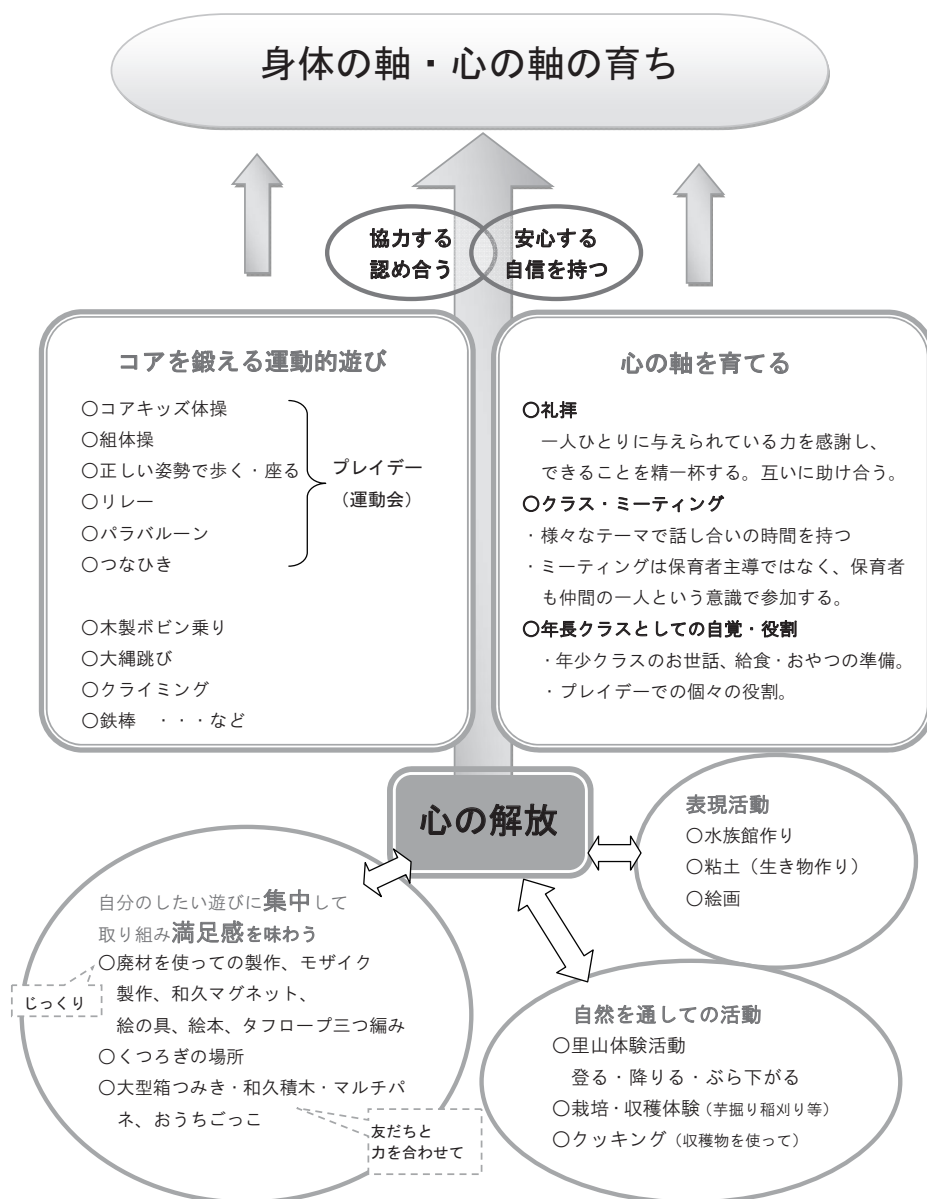 身体の軸・心の軸の育ち
協力する
認め合う
安心する
自信を持つ
コアを鍛える運動的遊び
○コアキッズ体操
○組体操
○正しい姿勢で歩く・座る
○リレー
○パラバルーン
○つなひき
プレイデー
（運動会）
○木製ボビン乗り
○大縄跳び
○クライミング
○鉄棒　・・・など
心の軸を育てる
○礼拝
一人ひとりに与えられている力を感謝し、
できることを精一杯する。互いに助け合う。
○クラス・ミーティング
・様々なテーマで話し合いの時間を持つ
・ミーティングは保育者主導ではなく、保育者
も仲間の一人という意識で参加する。
○年長クラスとしての自覚・役割
・年少クラスのお世話、給食・おやつの準備。
・プレイデーでの個々の役割。
心の解放
表現活動
○水族館作り
○粘土（生き物作り）
○絵画
自分のしたい遊びに集中して
取り組み満足感を味わう
○廃材を使っての製作、モザイク
製作、和久マグネット、
絵の具、絵本、タフロープ三つ編み
○くつろぎの場所
○大型箱つみき・和久積木・マルチパ
ネ、おうちごっこ
じっくり
友だちと
力を合わせて
自然を通しての活動
○里山体験活動
登る・降りる・ぶら下がる
○栽培・収穫体験（芋掘り稲刈り等）
○クッキング（収穫物を使って）